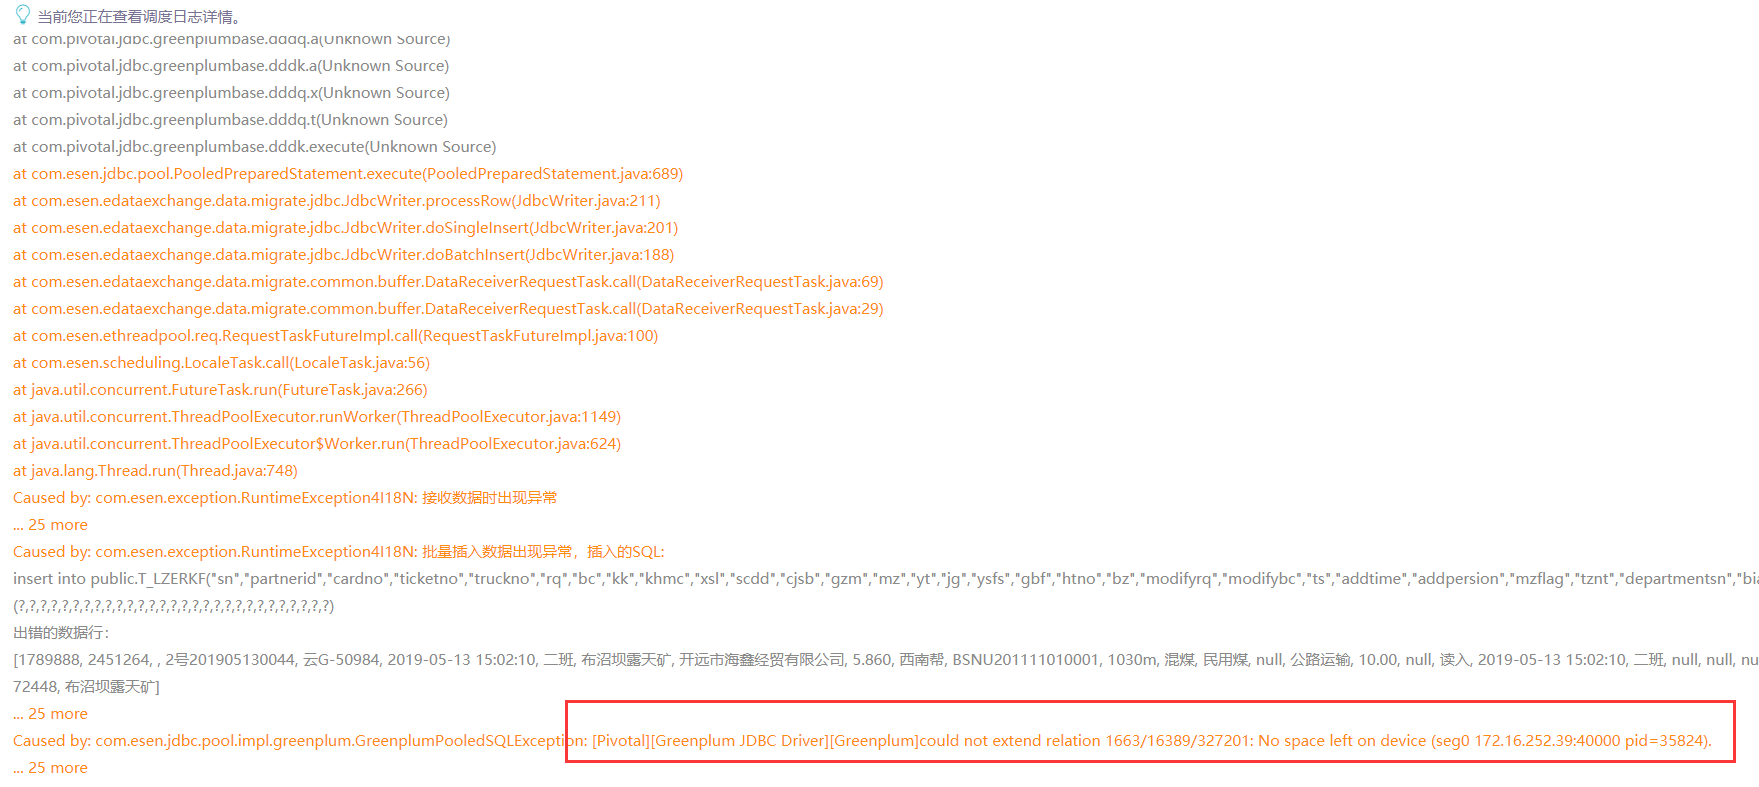 当前您正在查看调度日志详情。
at com.pivotal.jdbc.greenplumbase.dddq.a(Unknown Source)
at com.pivotal.jdbc.greenplumbase.dddk.a(Unknown Source)
at com.pivotal.jdbc.greenplumbase.dddq.x(Unknown Source)
at com.pivotal.jdbc.greenplumbase.dddq.t(Unknown Source)
at com.pivotal.jdbc.greenplumbase.dddk.execute(Unknown Source)
at com.esen.jdbc.pool.PooledPreparedStatement.execute(PooledPreparedStatement.java:689)
at com.esen.edataexchange.data.migrate.jdbc.JdbcWriter.processRow(JdbcWriter.java:211)
at com.esen.edataexchange.data.migrate.jdbc.JdbcWriter.doSingleInsert(JdbcWriter.java:201)
at com.esen.edataexchange.data.migrate.jdbc.JdbcWriter.doBatchInsert(JdbcWriter.java:188)
at com.esen.edataexchange.data.migrate.common.buffer.DataReceiverRequestTask.call(DataReceiverRequestTask.java:69)
at com.esen.edataexchange.data.migrate.common.buffer.DataReceiverRequestTask.call(DataReceiverRequestTask.java:29)
at com.esen.ethreadpool.req.RequestTaskFutureImpl.call(RequestTaskFutureImpl.java:100)
at com.esen.scheduling.LocaleTask.call(LocaleTask.java:56)
at java.util.concurrent.FutureTask.run(FutureTask.java:266)
at java.util.concurrent.ThreadPoolExecutor.runWorker(ThreadPoolExecutor.java:1149)
at java.util.concurrent.ThreadPoolExecutor$Worker.run(ThreadPoolExecutor.java:624)
at java.lang.Thread.run(Thread.java:748)
Caused by: com.esen.exception.RuntimeException4I18N: 接收数据时出现异常
... 25 more
Caused by: com.esen.exception.RuntimeException4I18N: 批量插入数据出现异常，插入的SQL:
insert into public.T_LZERKF("sn","partnerid","cardno","ticketno","truckno","rq","bc","kk","khmc","xsl","scdd","cjsb","gzm","mz","yt","jg","ysfs","gbf","htno","bz","modifyrq","modifybc","ts","addtime","addpersion","mzflag","tznt","departmentsn","bia
(?,?,?,?,?,?,?,?,?,?,?,?,?,?,?,?,?,?,?,?,?,?,?,?,?,?,?,?,?,?)
出错的数据行：
[1789888, 2451264, , 2号201905130044, 云G-50984, 2019-05-13 15:02:10, 二班, 布沼坝露天矿, 开远市海鑫经贸有限公司, 5.860, 西南帮, BSNU201111010001, 1030m, 混煤, 民用煤, null, 公路运输, 10.00, null, 读入, 2019-05-13 15:02:10, 二班, null, null, nu
72448, 布沼坝露天矿]
... 25 more
Caused by: com.esen.jdbc.pool.impl.greenplum.GreenplumPooledSQLException: [Pivotal][Greenplum JDBC Driver][Greenplum]could not extend relation 1663/16389/327201: No space left on device (seg0 172.16.252.39:40000 pid=35824).
... 25 more